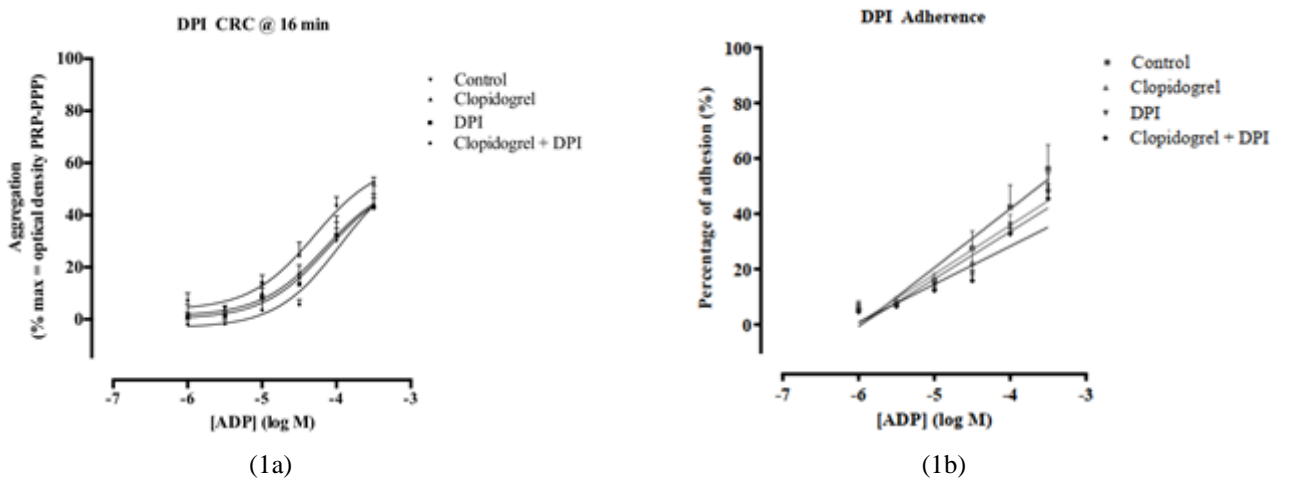 DPI CRC @ 16 min
Aggregation
(% max = optical density PRP-PPP)
100
80
60
40
20
0
-7 -6 -5 -4 -3
[ADP] (log M)
Control
Clopidogrel
DPI
Clopidogrel + DPI
(1a)
DPI Adherence
Percentage of adhesion (%)
100
80
60
40
20
0
-7 -6 -5 -4 -3
[ADP] (log M)
Control
Clopidogrel
DPI
Clopidogrel + DPI
(1b)